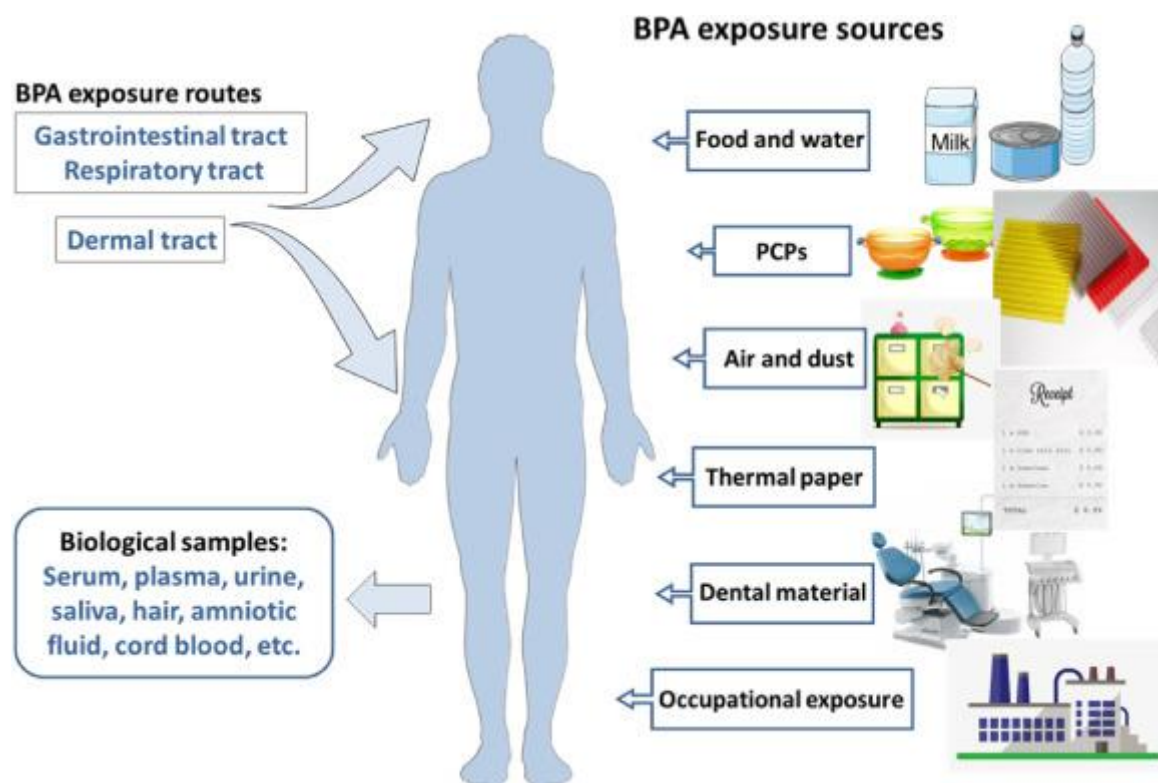 BPA exposure sources
BPA exposure routes
Gastrointestinal tract
Respiratory tract
Dermal tract
Food and water
Milk
PCPs
Air and dust
Receipt
TOTAL
Thermal paper
Dental material
Occupational exposure
Biological samples:
Serum, plasma, urine,
saliva, hair, amniotic
fluid, cord blood, etc.